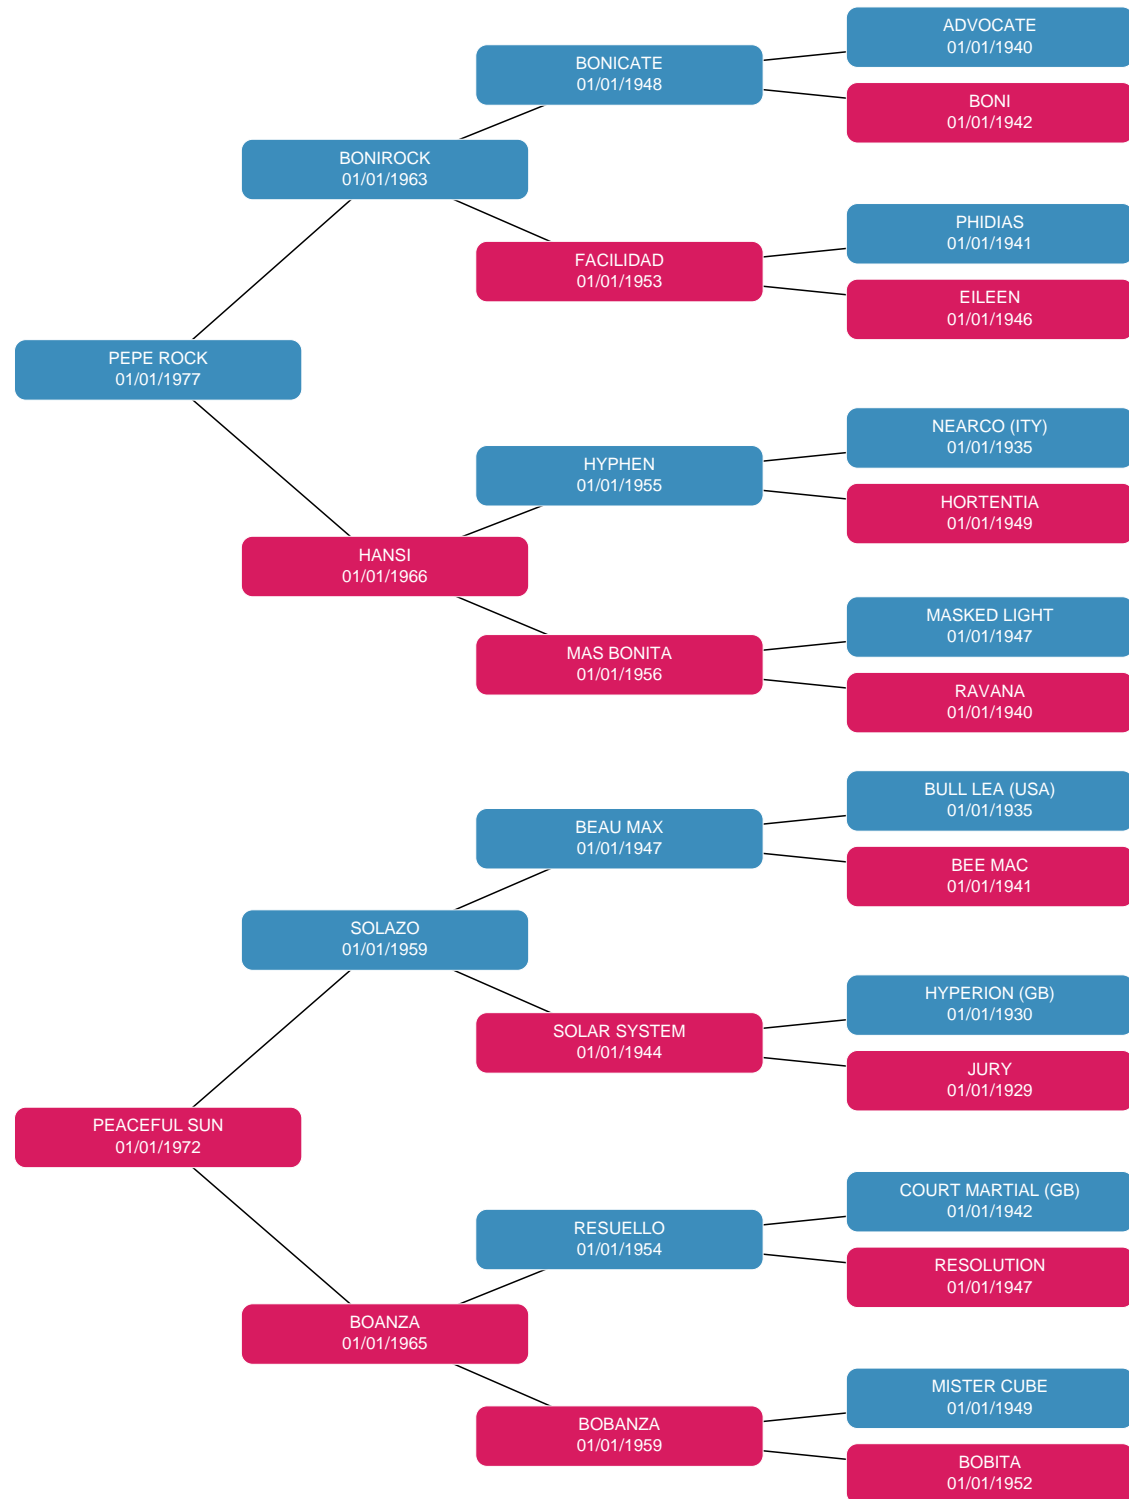 ADVOCATE
01/01/1940
BONICATE
01/01/1948
BONI
01/01/1942
BONIROCK
01/01/1963
PHIDIAS
01/01/1941
FACILIDAD
01/01/1953
EILEEN
01/01/1946
PEPE ROCK
01/01/1977
NEARCO (ITY)
01/01/1935
HYPHEN
01/01/1955
HORTENTIA
01/01/1949
HANSI
01/01/1966
MASKED LIGHT
01/01/1947
MAS BONITA
01/01/1956
RAVANA
01/01/1940
BULL LEA (USA)
01/01/1935
BEAU MAX
01/01/1947
BEE MAC
01/01/1941
SOLAZO
01/01/1959
HYPERION (GB)
01/01/1930
SOLAR SYSTEM
01/01/1944
JURY
01/01/1929
PEACEFUL SUN
01/01/1972
COURT MARTIAL (GB)
01/01/1942
RESUELLO
01/01/1954
RESOLUTION
01/01/1947
BOANZA
01/01/1965
MISTER CUBE
01/01/1949
BOBANZA
01/01/1959
BOBITA
01/01/1952